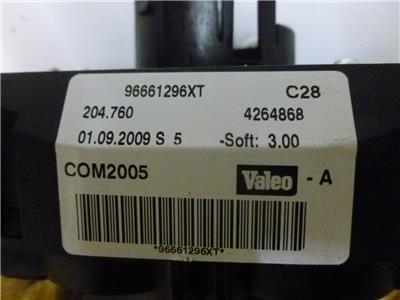 96661296XT C28
204.760 4264868
01.09.2009 S 5 -Soft: 3.00
COM2005 Valeo - A
*96661296XT*